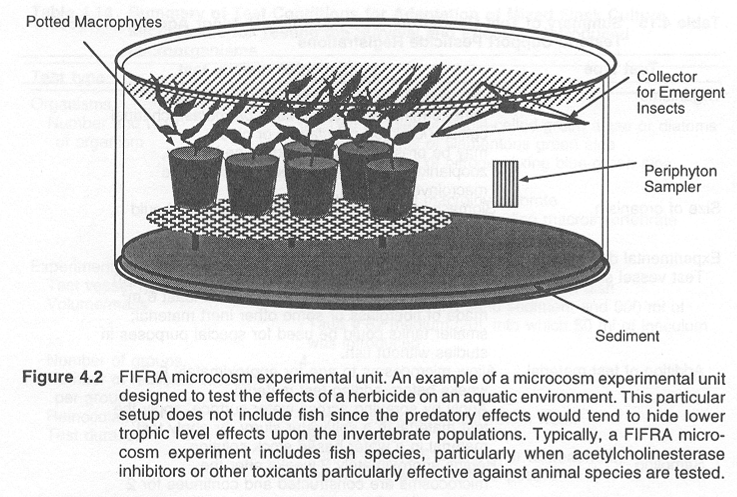 Potted Macrophytes
Collector
for Emergent
Insects
Periphyton
Sampler
Sediment
Figure 4.2 FIFRA microcosm experimental unit. An example of a microcosm experimental unit
designed to test the effects of a herbicide on an aquatic environment. This particular
setup does not include fish since the predatory effects would tend to hide lower
trophic level effects upon the invertebrate populations. Typically, a FIFRA micro-
cosm experiment includes fish species, particularly when acetylcholinesterase
inhibitors or other toxicants particularly effective against animal species are tested.